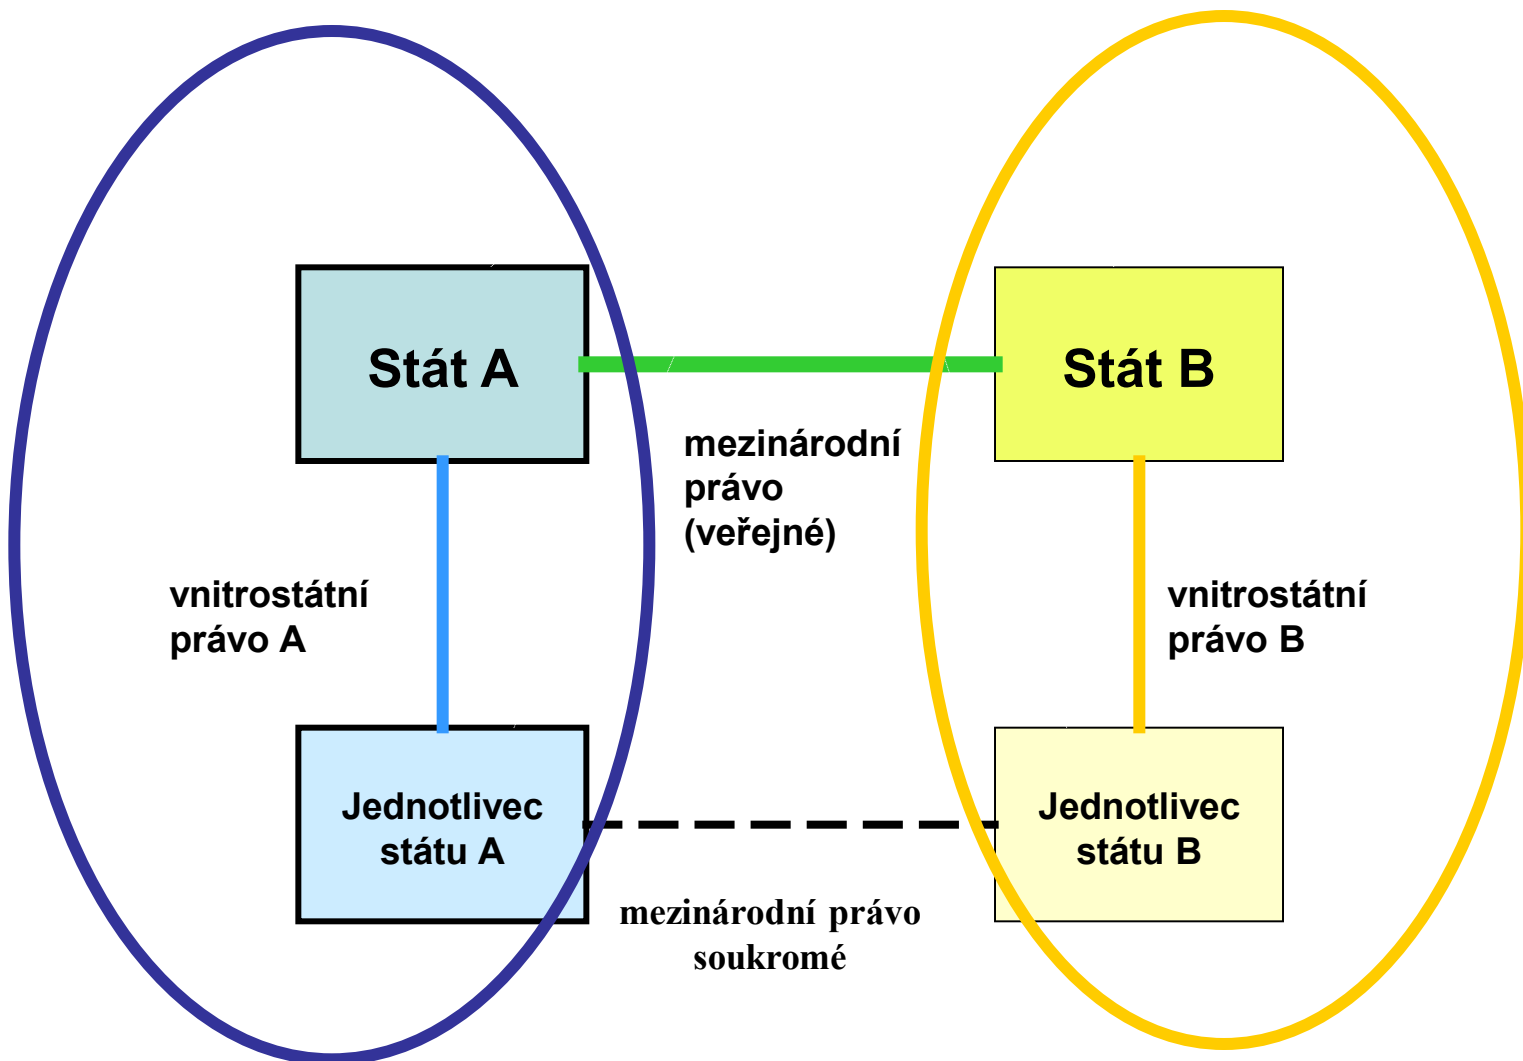 Stát A
Stát B
mezinárodní
právo
(veřejné)
vnitrostátní
právo A
vnitrostátní
právo B
Jednotlivec
státu A
Jednotlivec
státu B
mezinárodní právo
soukromé